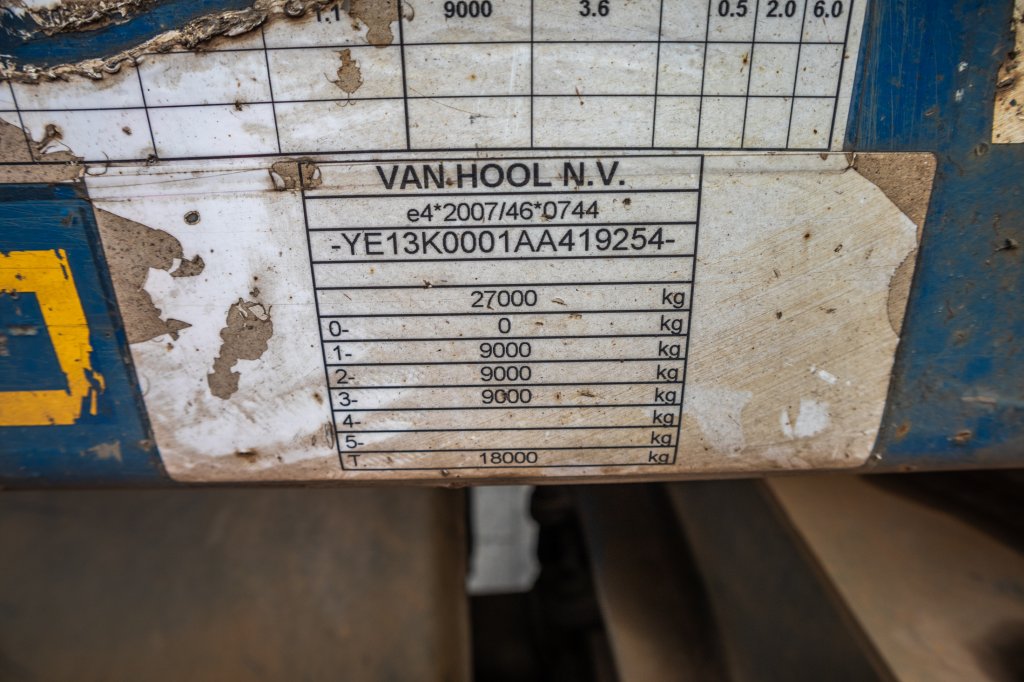 1.1 9000 3.6 0.5 2.0 6.0
VAN HOOL N.V.
e4*2007/46*0744
-YE13K0001AA419254-
27000 kg
0- 0 kg
1- 9000 kg
2- 9000 kg
3- 9000 kg
4- kg
5- kg
T. 18000 kg